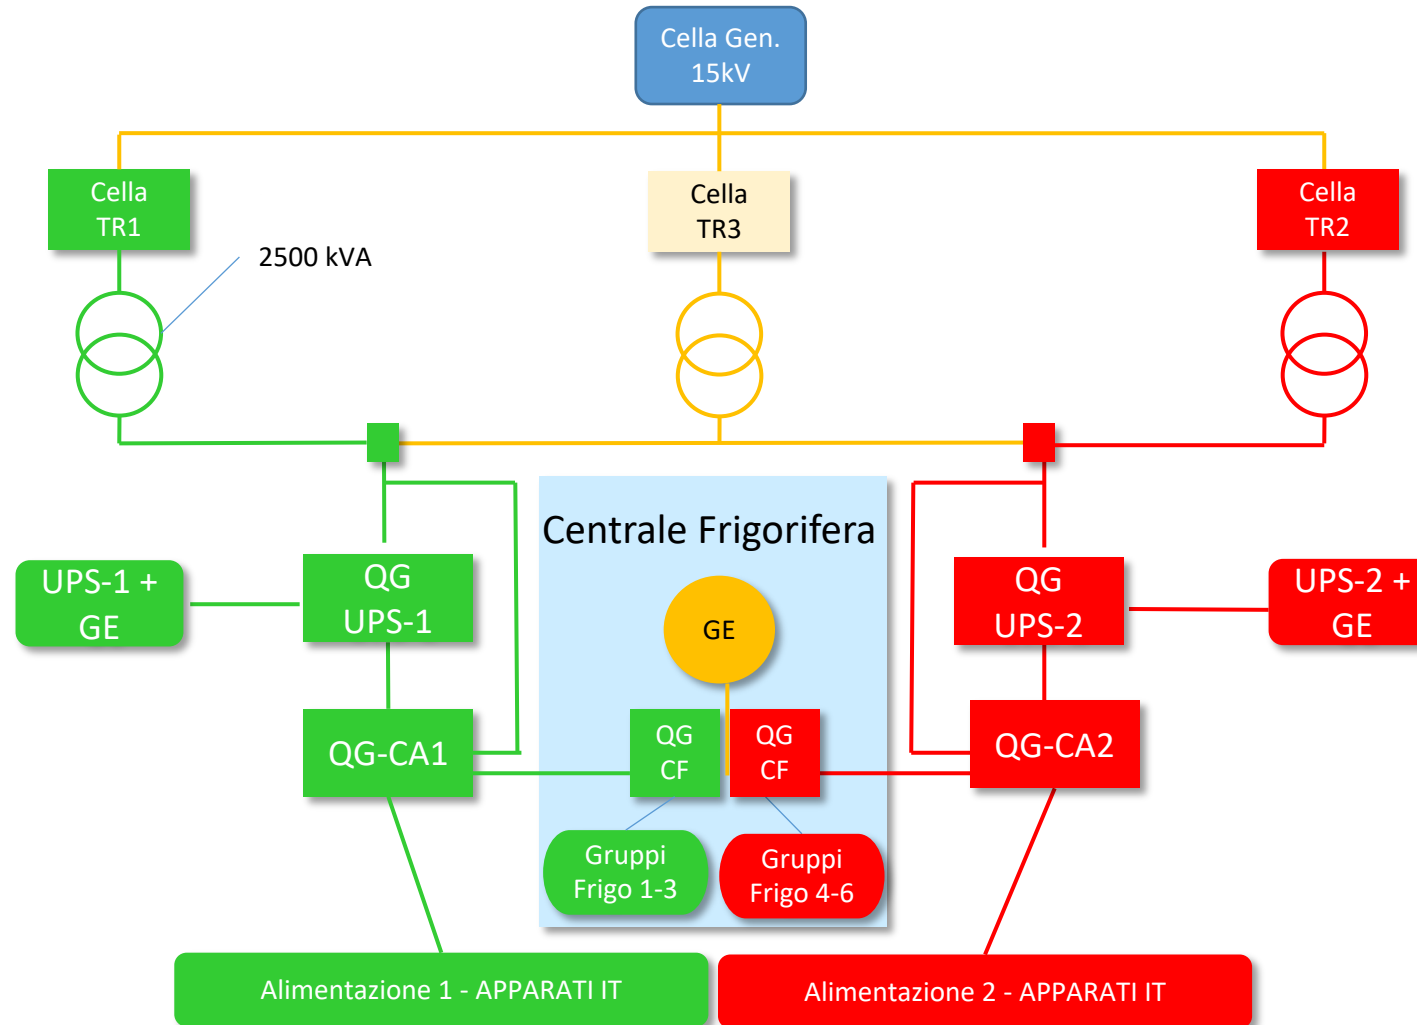 Cella Gen.
15kV
Cella
TR1
Cella
TR3
Cella
TR2
2500 kVA
Centrale Frigorifera
UPS-1 +
GE
QG
UPS-1
GE
QG
UPS-2
UPS-2 +
GE
QG-CA1
QG
CF
QG
CF
QG-CA2
Gruppi
Frigo 1-3
Gruppi
Frigo 4-6
Alimentazione 1 - APPARATI IT
Alimentazione 2 - APPARATI IT